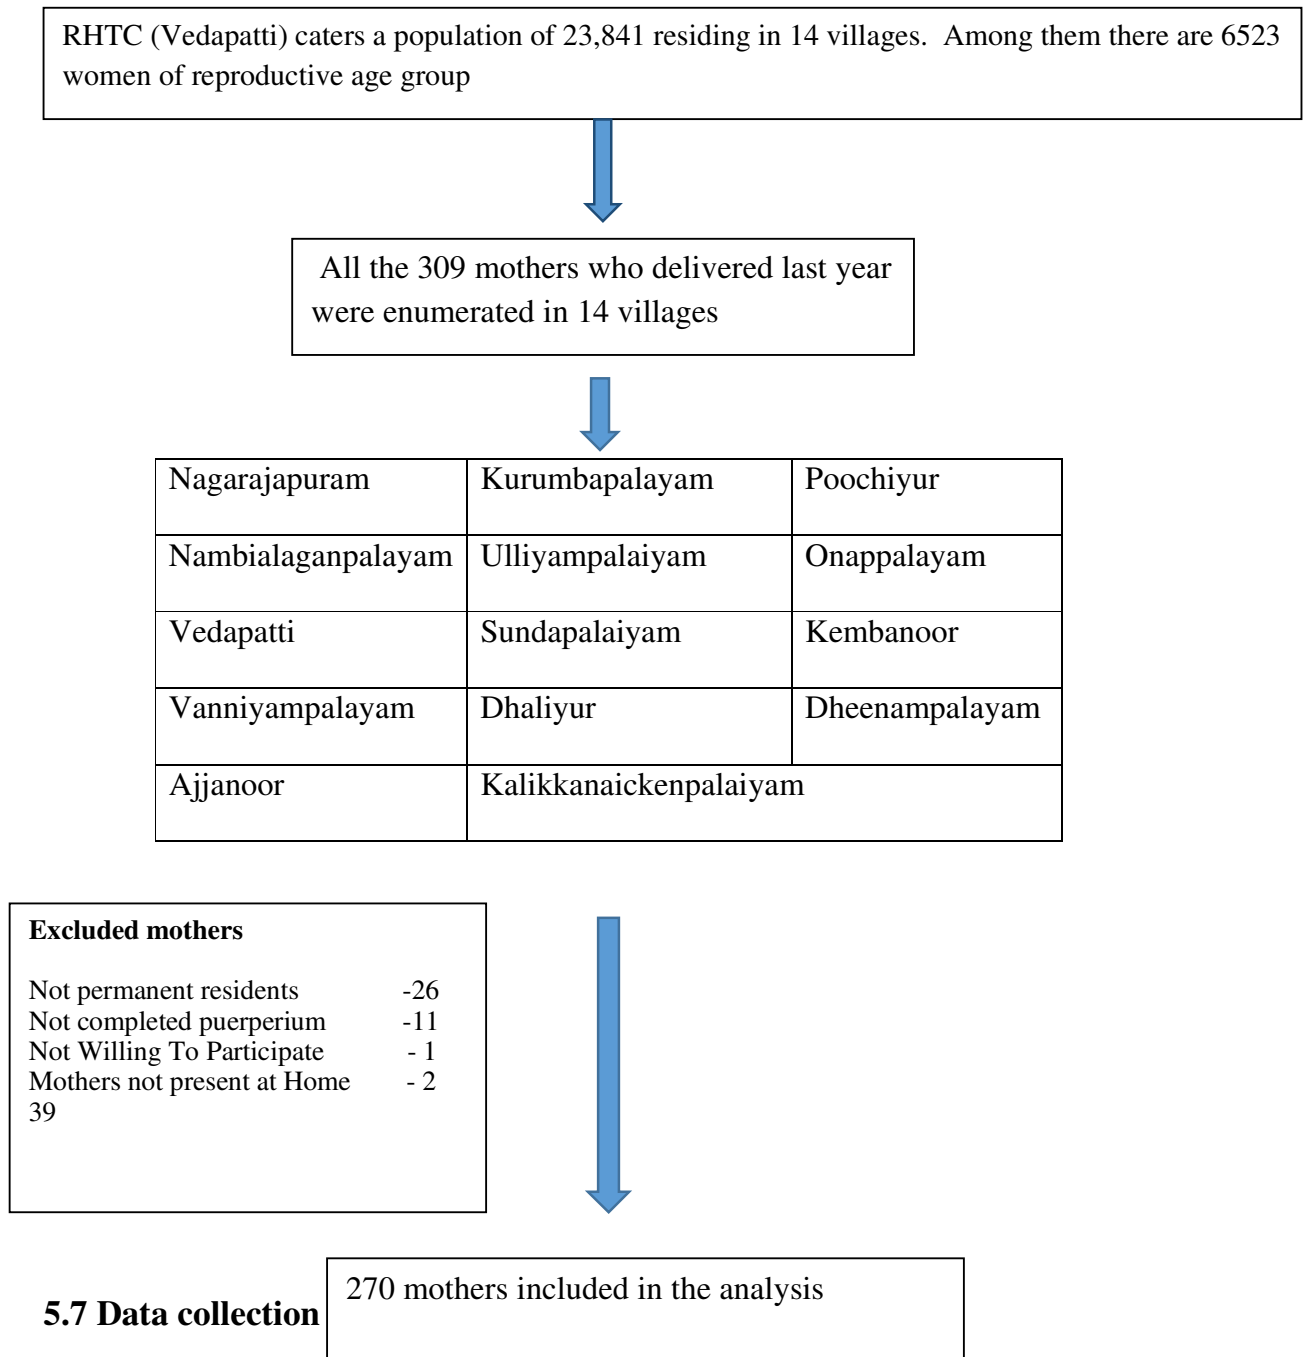 RHTC (Vedapatti) caters a population of 23,841 residing in 14 villages. Among them there are 6523
women of reproductive age group
All the 309 mothers who delivered last year
were enumerated in 14 villages
Nagarajapuram Kurumbapalayam Poochiyur
Nambialaganpalayam Ulliyampalaiyam Onappalayam
Vedapatti Sundapalaiyam Kembanoor
Vanniyampalayam Dhaliyur Dheenampalayam
Ajjanoor Kalikkanaickenpalaiyam
Excluded mothers
Not permanent residents -26
Not completed puerperium -11
Not Willing To Participate - 1
Mothers not present at Home - 2
39
270 mothers included in the analysis
5.7 Data collection